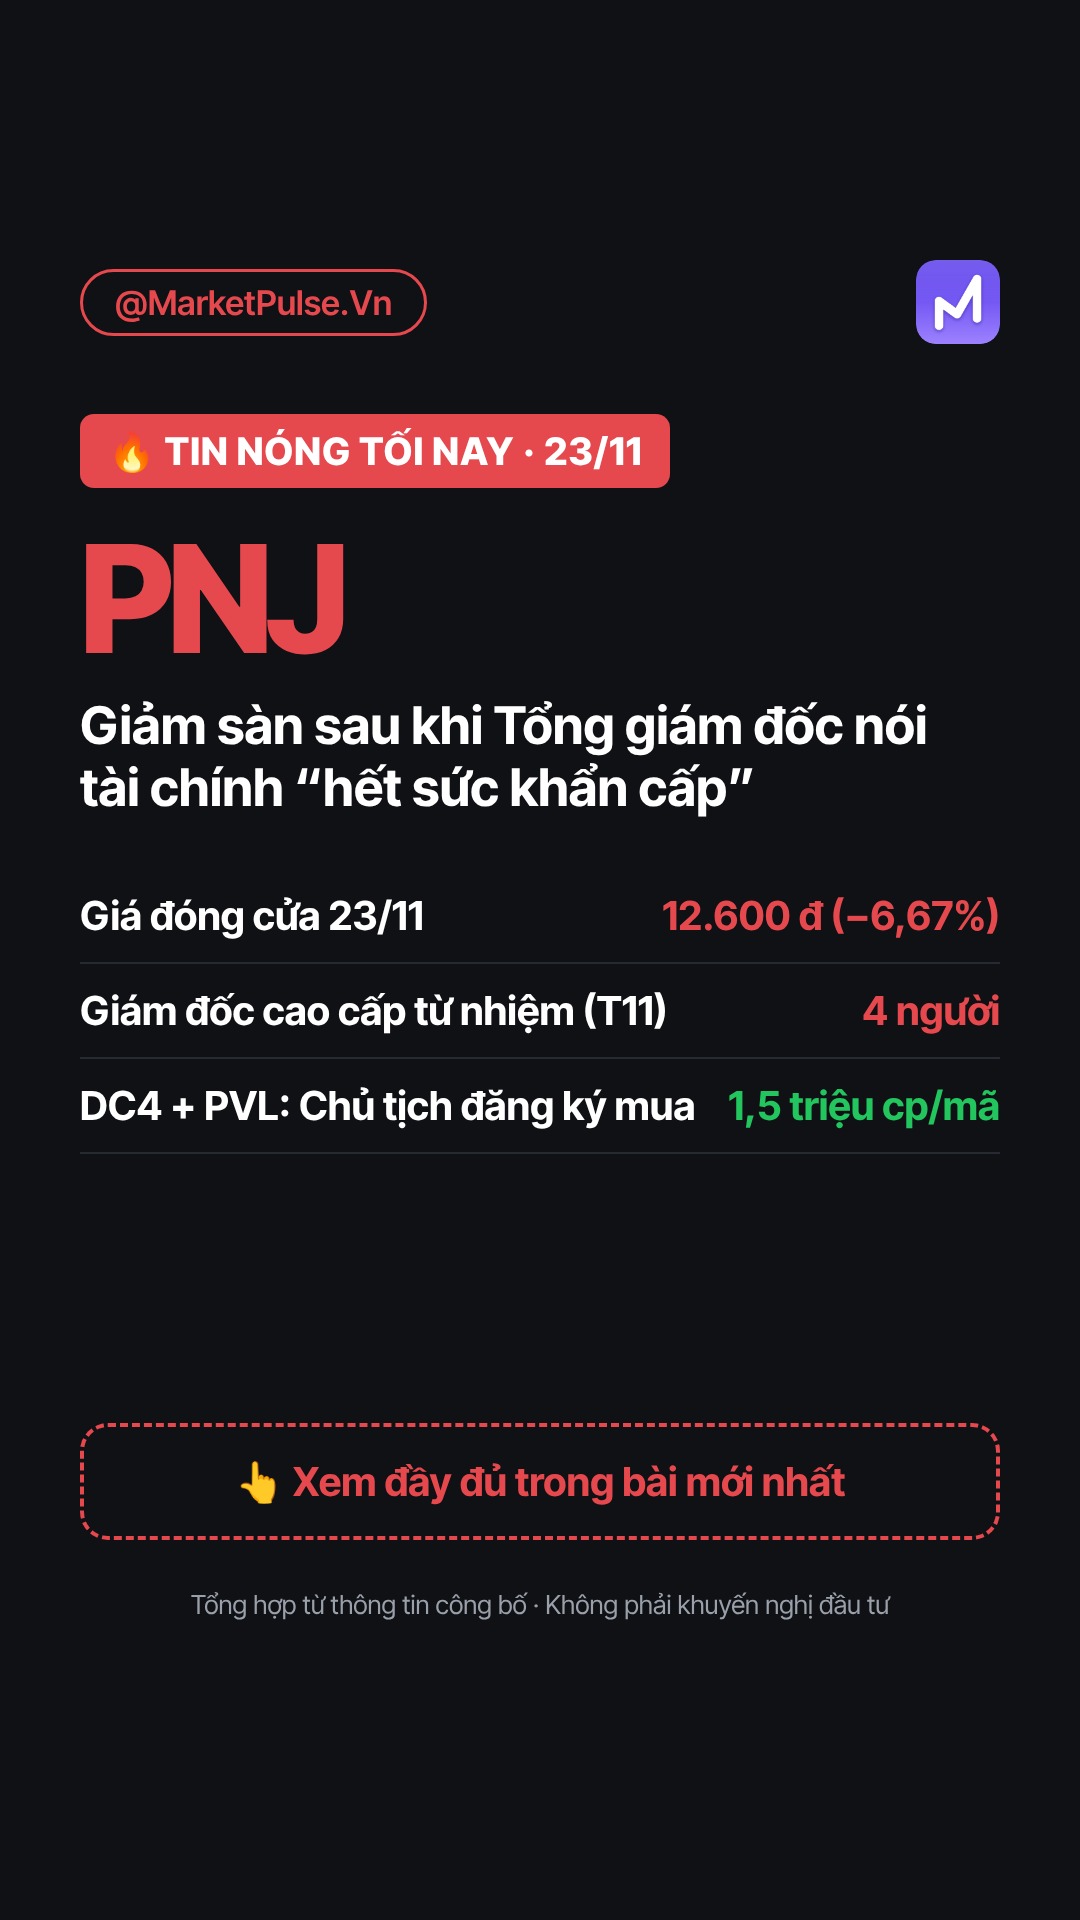 @MarketPulse.Vn
🔥 TIN NÓNG TỐI NAY · 23/11
PNJ
Giảm sàn sau khi Tổng giám đốc nói
tài chính “hết sức khẩn cấp”
Giá đóng cửa 23/11 12.600 đ (−6,67%)
Giám đốc cao cấp từ nhiệm (T11) 4 người
DC4 + PVL: Chủ tịch đăng ký mua 1,5 triệu cp/mã
👆 Xem đầy đủ trong bài mới nhất
Tổng hợp từ thông tin công bố · Không phải khuyến nghị đầu tư